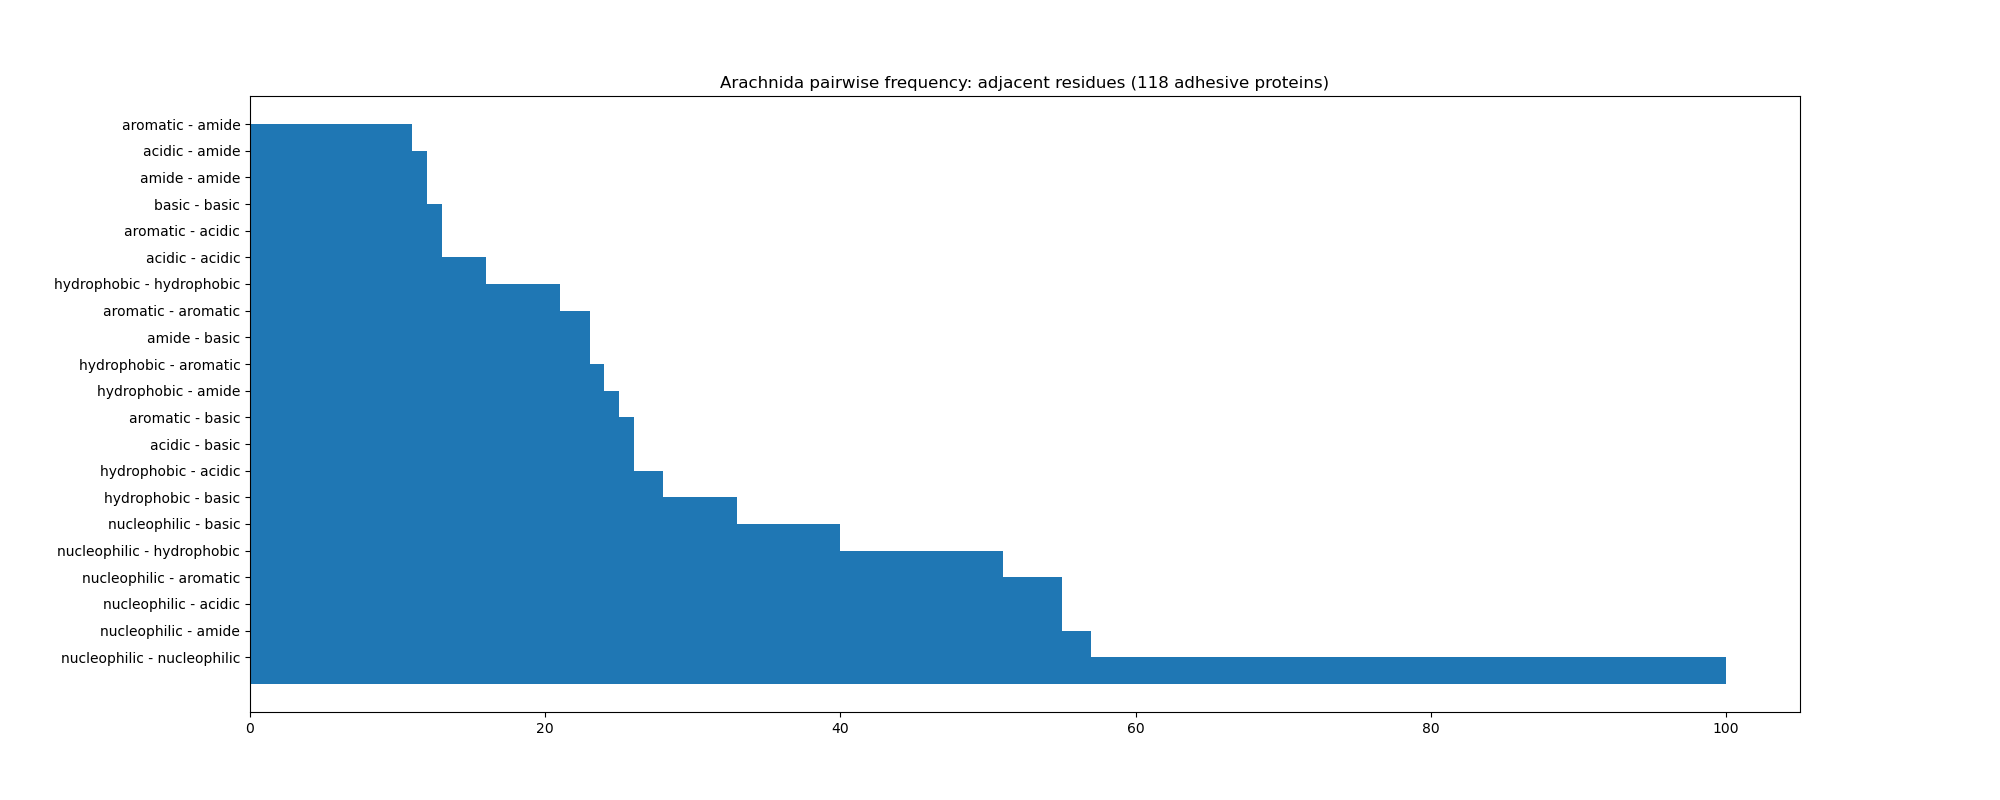 Arachnida pairwise frequency: adjacent residues (118 adhesive proteins)
aromatic - amide
acidic - amide
amide - amide
basic - basic
aromatic - acidic
acidic - acidic
hydrophobic - hydrophobic
aromatic - aromatic
amide - basic
hydrophobic - aromatic
hydrophobic - amide
aromatic - basic
acidic - basic
hydrophobic - acidic
hydrophobic - basic
nucleophilic - basic
nucleophilic - hydrophobic
nucleophilic - aromatic
nucleophilic - acidic
nucleophilic - amide
nucleophilic - nucleophilic
0 20 40 60 80 100